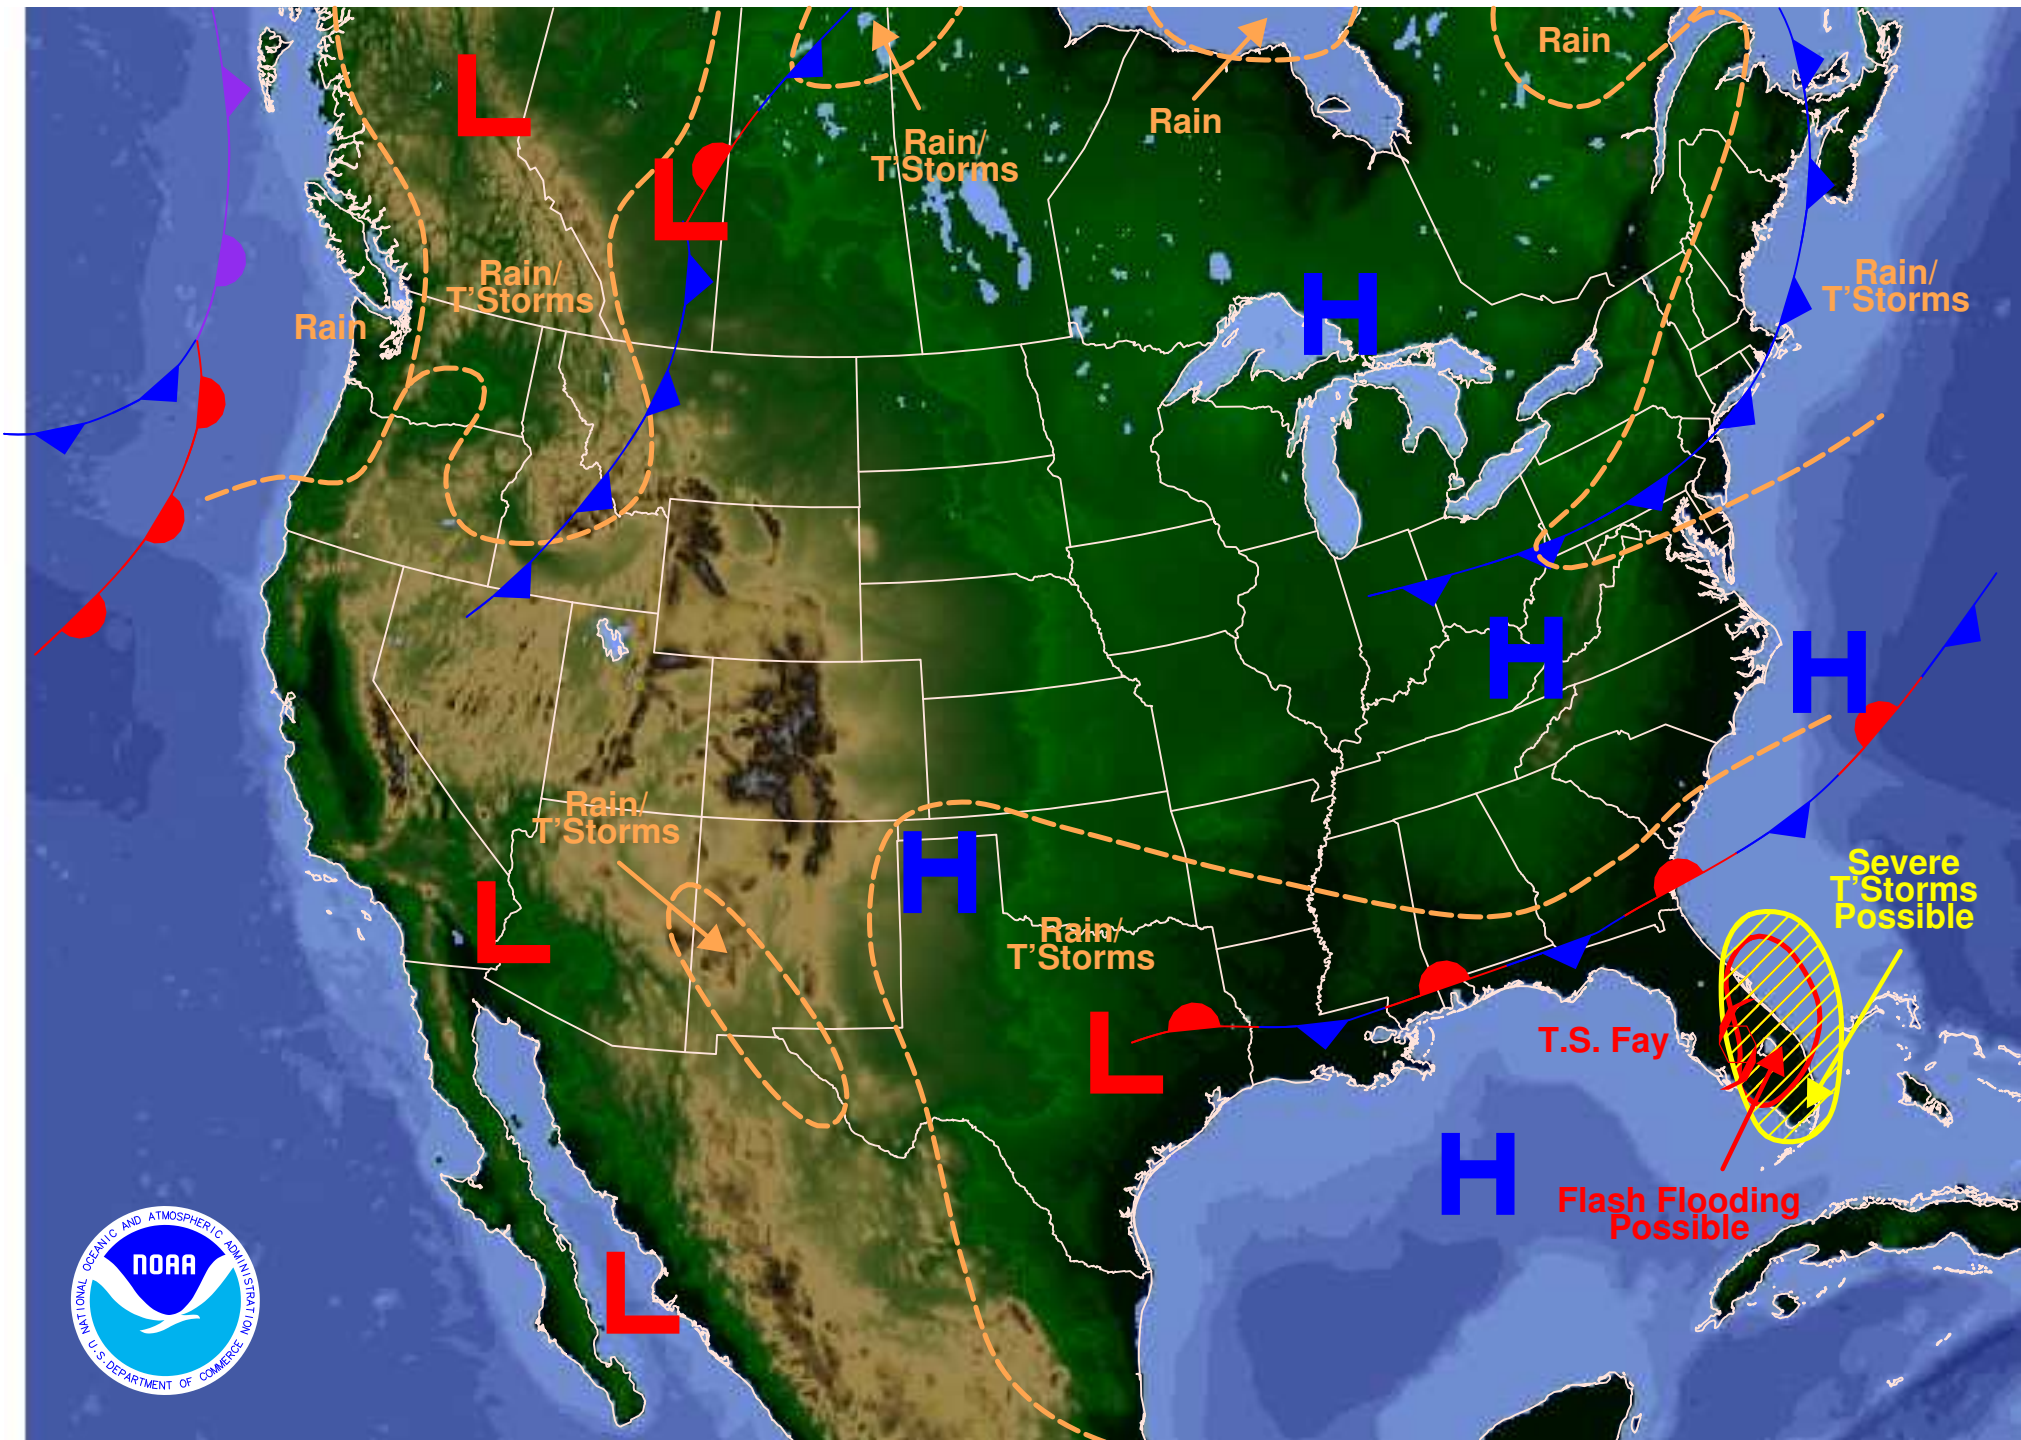 Rain
Rain/
T'Storms
Rain
L
L
Rain/
T'Storms
Rain
Rain/
T'Storms
H
H
H
Rain/
T'Storms
H
L
Rain/
T'Storms
L
Severe
T'Storms
Possible
T.S. Fay
H
Flash Flooding
Possible
L
NATIONAL OCEANIC AND ATMOSPHERIC ADMINISTRATION
NOAA
U.S. DEPARTMENT OF COMMERCE